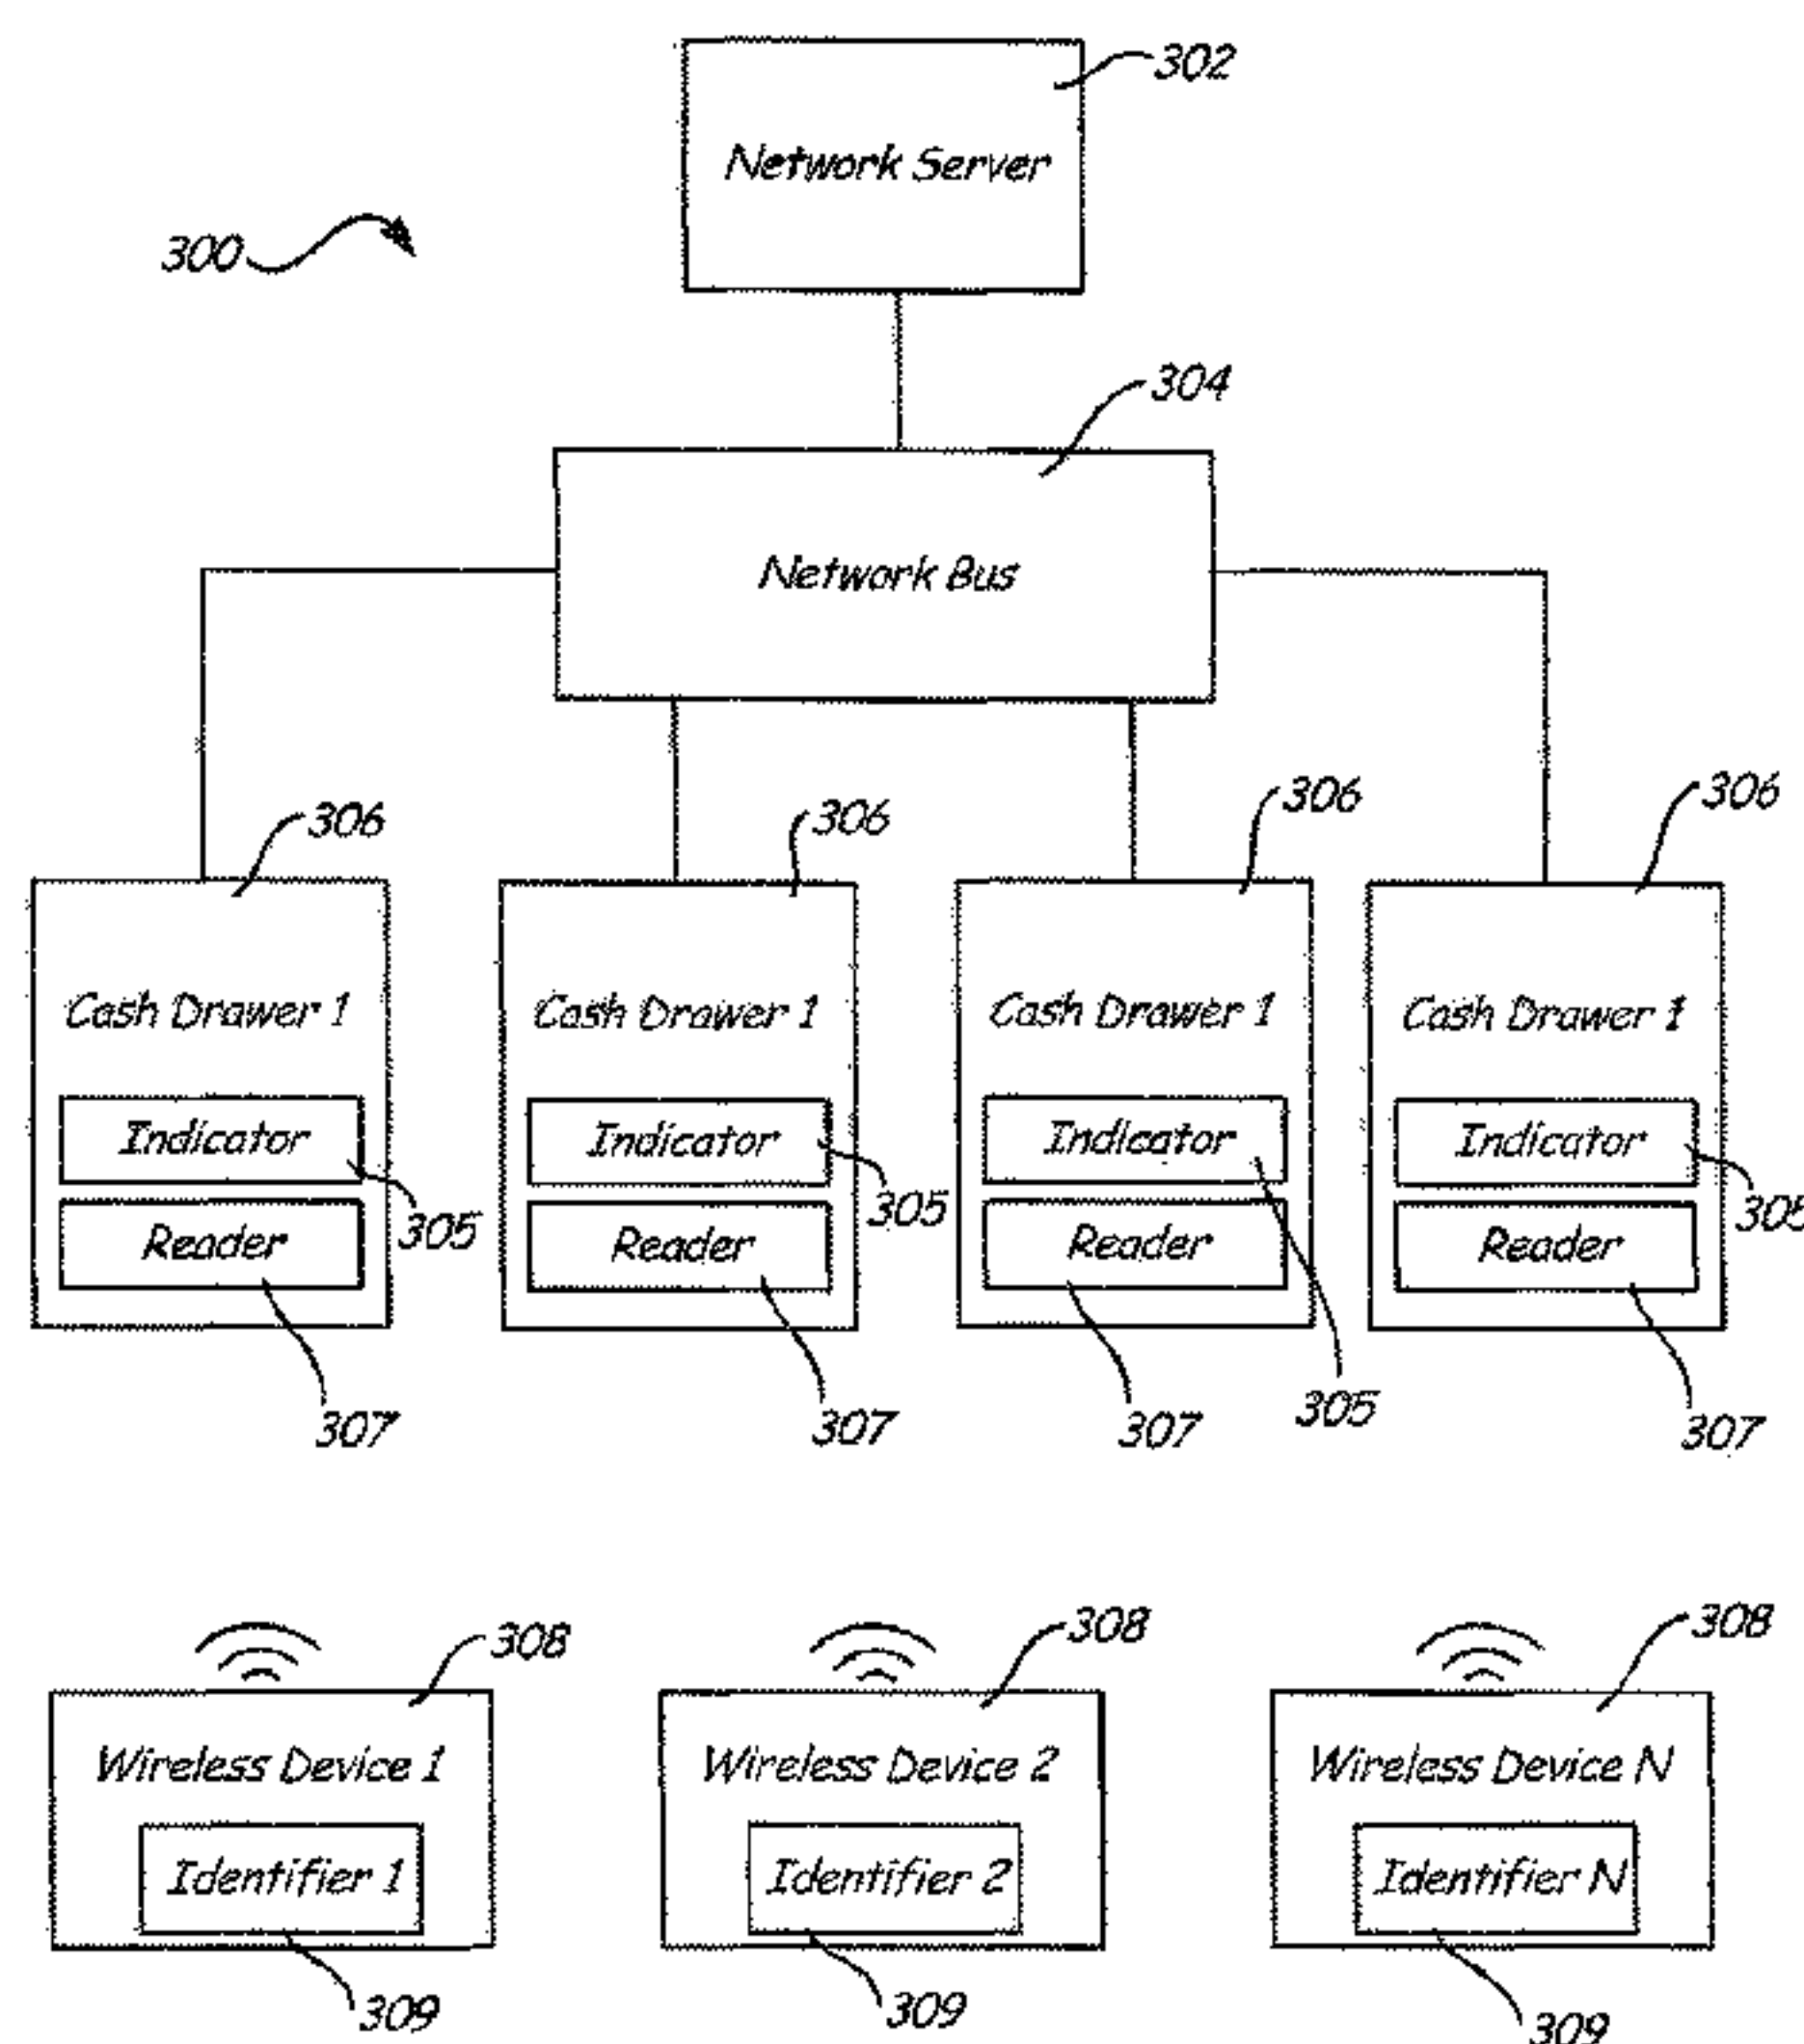 302
Network Server
300
304
Network Bus
306 306 306 306
Cash Drawer 1 Cash Drawer 1 Cash Drawer 1 Cash Drawer 1
Indicator Indicator Indicator Indicator
305 305 305
Reader Reader Reader Reader
305
307 307 307 307
308 308 308
Wireless Device 1 Wireless Device 2 Wireless Device N
Identifier 1 Identifier 2 Identifier N
309 309 309